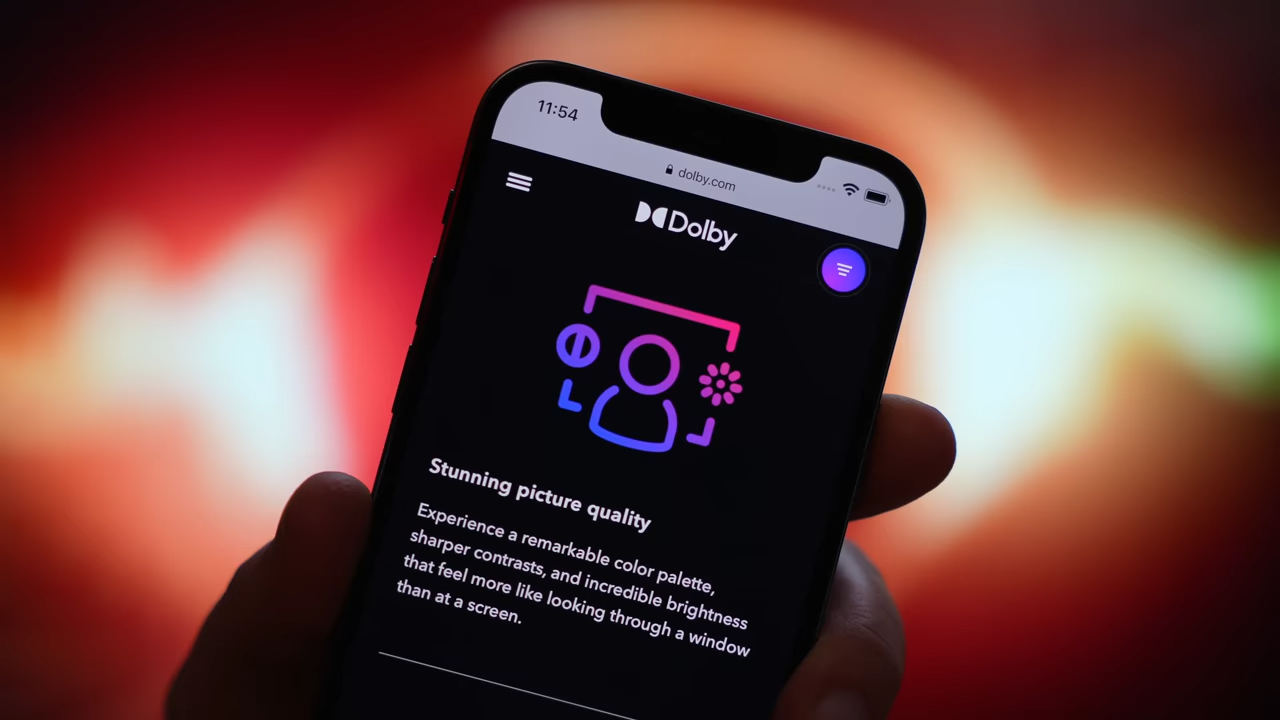 11:54
dolby.com
Dolby
Stunning picture quality
Experience a remarkable color palette,
sharper contrasts, and incredible brightness
that feel more like looking through a window
than at a screen.